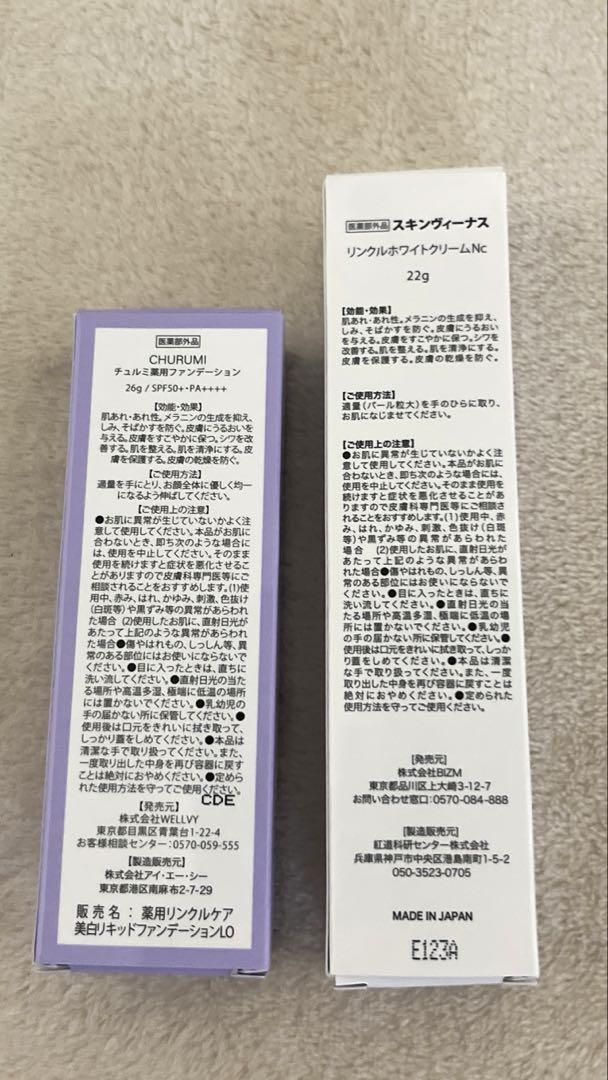 医薬部外品
CHURUMI
チュルミ薬用ファンデーション
26g / SPF50+・PA++++
【効能・効果】
肌あれ・あれ性。メラニンの生成を抑え、
しみ、そばかすを防ぐ。皮膚にうるおい
を与える。皮膚をすこやかに保つ。シワを改
善する。肌を整える。肌を清浄にする。皮
膚を保護する。皮膚の乾燥を防ぐ。
【ご使用方法】
適量を手にとり、お顔全体に優しく均一
になるよう伸ばしてください。
【ご使用上の注意】
●お肌に異常が生じていないかよく注
意して使用してください。本品がお肌に
合わないとき、即ち次のような場合に
は、使用を中止してください。そのまま
使用を続けますと症状を悪化させるこ
とがありますので皮膚科専門医等にご
相談されることをおすすめします。(1)使
用中、赤み、はれ、かゆみ、刺激、色抜け
(白斑等)や黒ずみ等の異常があらわれ
た場合 (2)使用したお肌に、直射日光が
あたって上記のような異常があらわれ
た場合●傷やはれもの、しっしん等、異
常のある部位にはお使いにならないで
ください。●目に入ったときは、直ちに
洗い流してください。●直射日光の当た
る場所や高温多湿、極端に低温の場所
には置かないでください。●乳幼児の
手の届かない所に保管してください。●
使用後は口元をきれいに拭き取って、
しっかり蓋をしめてください。●本品は
清潔な手で取り扱ってください。また、
一度取り出した中身を再び容器に戻す
ことは絶対におやめください。●定めら
れた使用方法を守ってご使用ください。
CDE
【発売元】
株式会社WELLVY
東京都目黒区青葉台1-22-4
お客様相談センター：0570-059-555
【製造販売元】
株式会社アイ・エー・シー
東京都港区南麻布2-7-29
販売名：薬用リンクルケア
美白リキッドファンデーションLO
医薬部外品 スキンヴィーナス
リンクルホワイトクリームNc
22g
【効能・効果】
肌あれ・あれ性。メラニンの生成を抑え、
しみ、そばかすを防ぐ。皮膚にうるおい
を与える。皮膚をすこやかに保つ。シワを
改善する。肌を整える。肌を清浄にする。
皮膚を保護する。皮膚の乾燥を防ぐ。
【ご使用方法】
適量(パール粒大)を手のひらに取り、
お肌になじませてください。
【ご使用上の注意】
●お肌に異常が生じていないかよく注
意して使用してください。本品がお肌に合
わないとき、即ち次のような場合には、
使用を中止してください。そのまま使用を
続けますと症状を悪化させることがあ
りますので皮膚科専門医等にご相談さ
れることをおすすめします。(1)使用中、赤
み、はれ、かゆみ、刺激、色抜け(白斑
等)や黒ずみ等の異常があらわれた
場合 (2)使用したお肌に、直射日光が
あたって上記のような異常があらわれ
た場合●傷やはれもの、しっしん等、異
常のある部位にはお使いにならないで
ください。●目に入ったときは、直ちに
洗い流してください。●直射日光の当
たる場所や高温多湿、極端に低温の場
所には置かないでください。●乳幼児
の手の届かない所に保管してください。●
使用後は口元をきれいに拭き取って、しっかり
蓋をしめてください。●本品は清潔
な手で取り扱ってください。また、一度
取り出した中身を再び容器に戻すことは
絶対におやめください。●定められた
使用方法を守ってご使用ください。
【発売元】
株式会社BIZM
東京都品川区上大崎3-12-7
お問い合わせ窓口：0570-084-888
【製造販売元】
紅道科研センター株式会社
兵庫県神戸市中央区港島南町1-5-2
050-3523-0705
MADE IN JAPAN
E123A